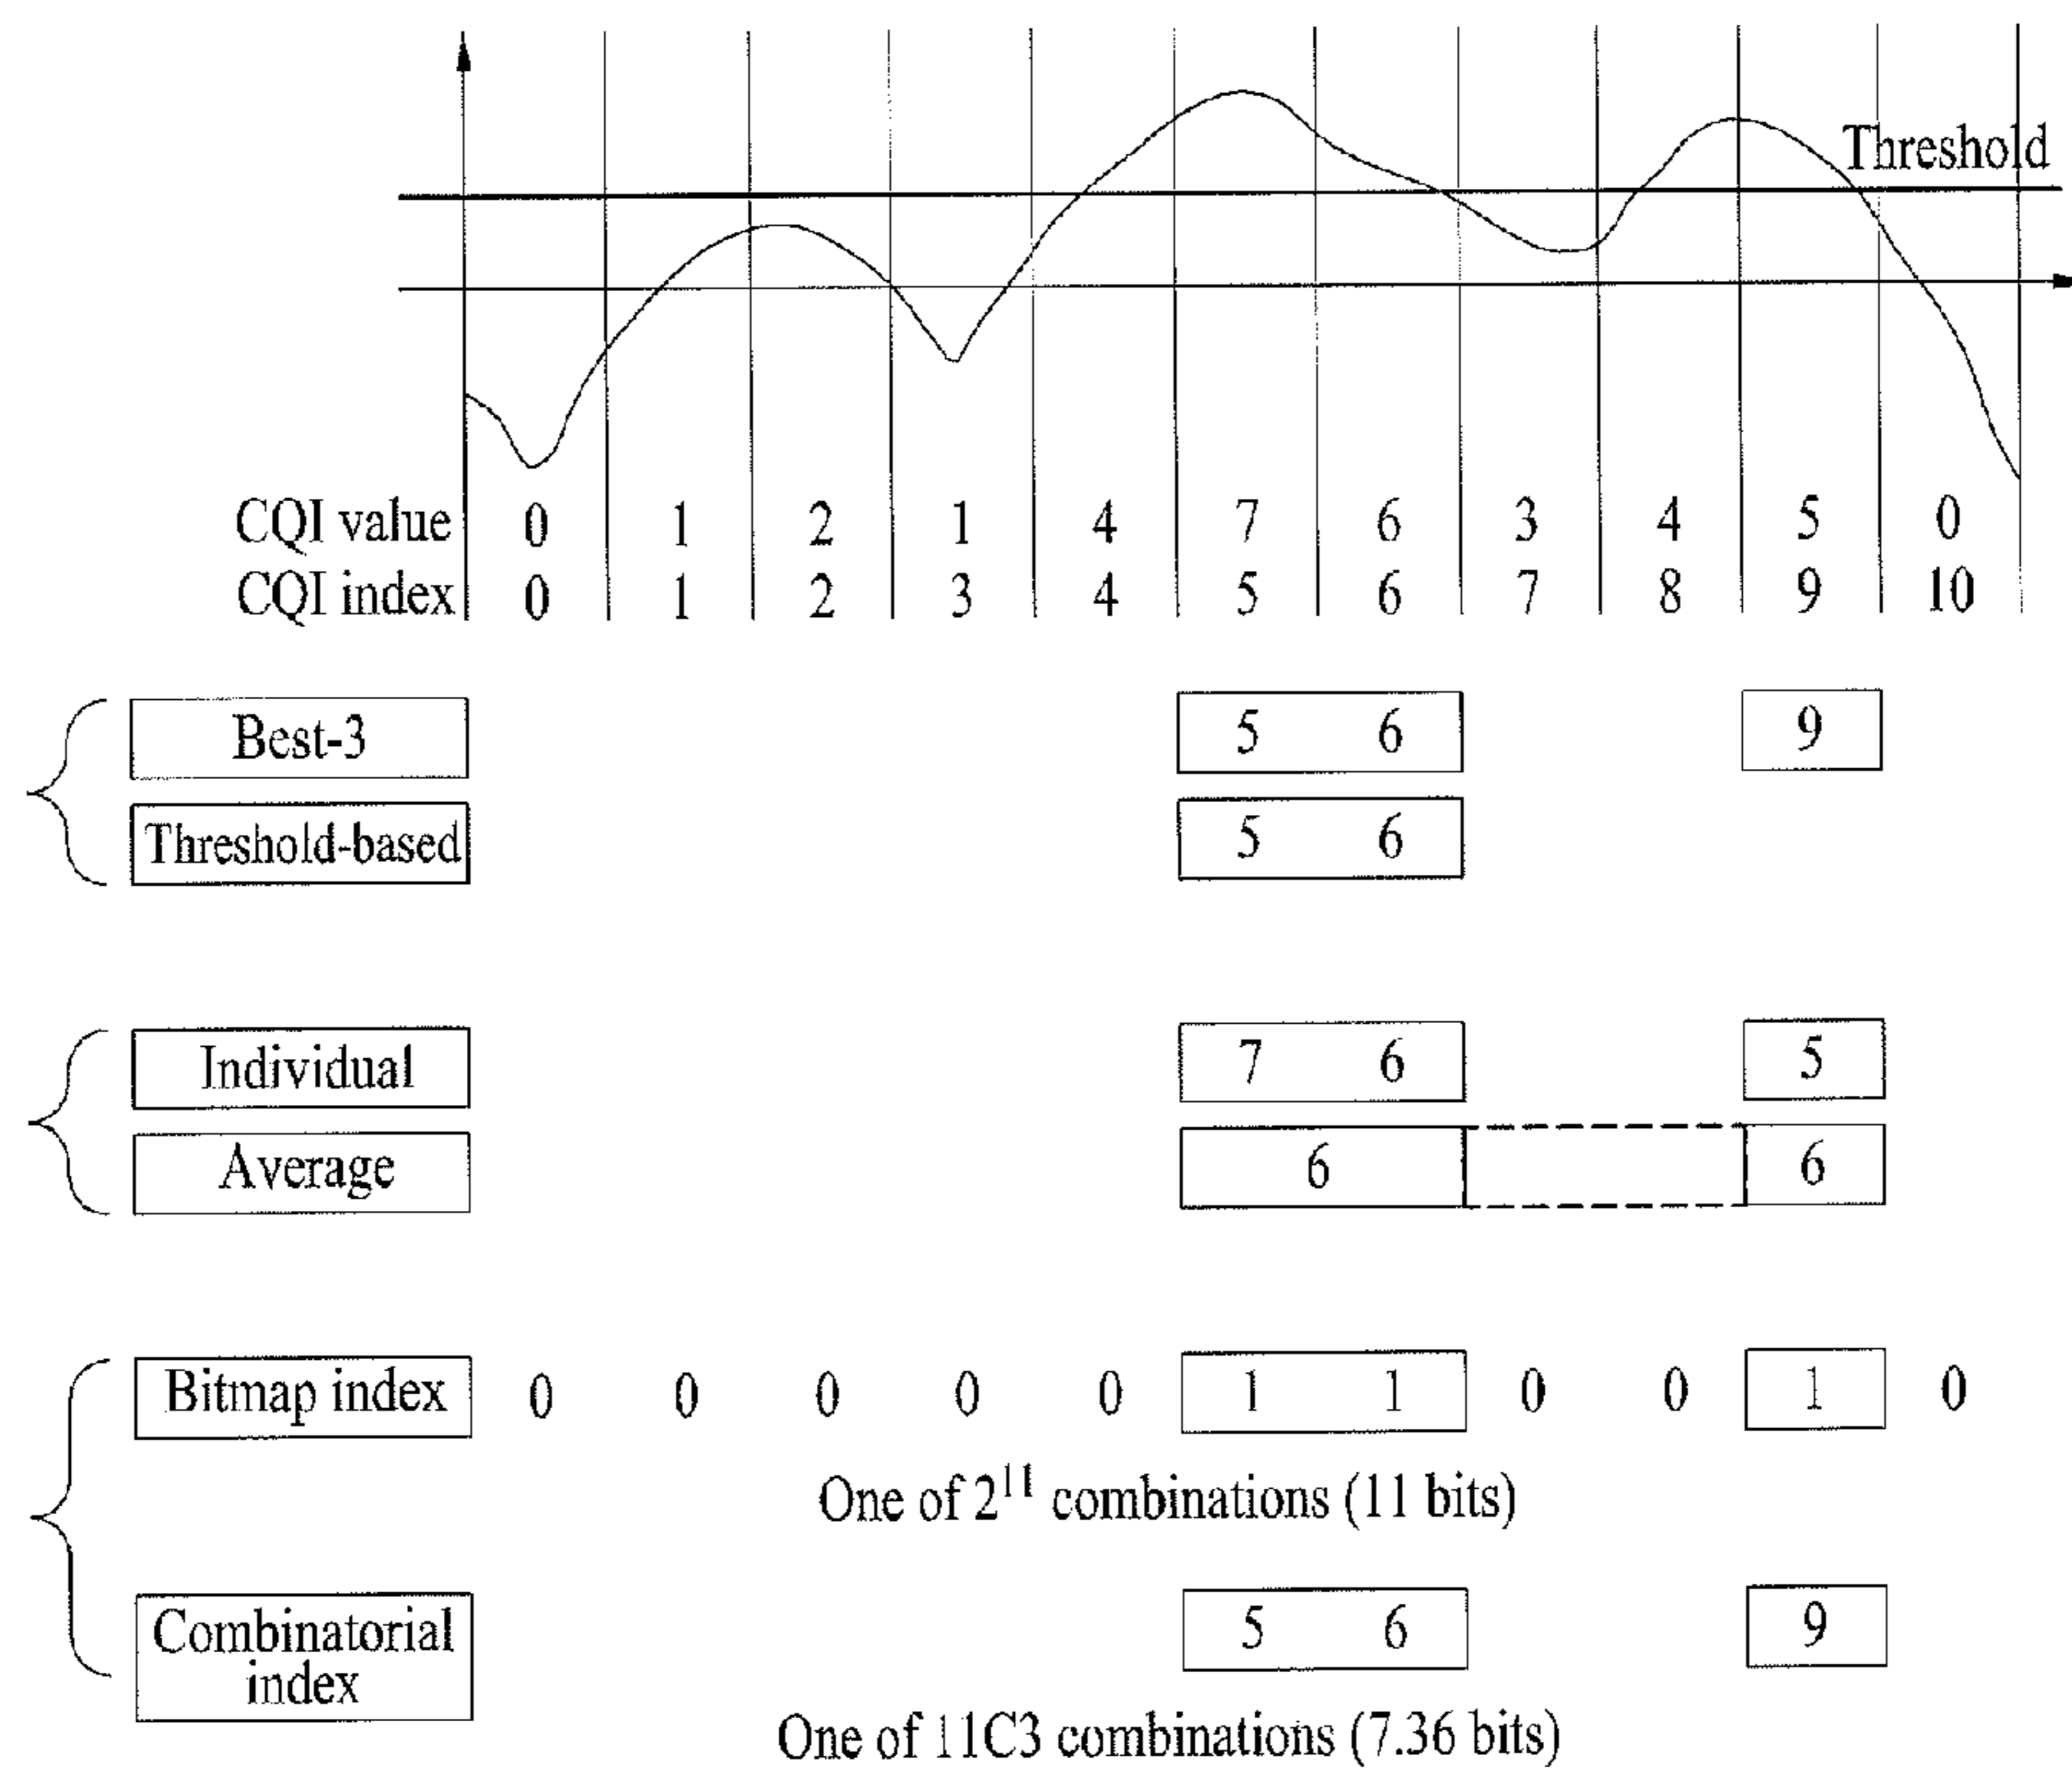 Threshold
CQI value 0 1 2 1 4 7 6 3 4 5 0
CQI index 0 1 2 3 4 5 6 7 8 9 10
Best-3 5 6 9
Threshold-based 5 6
Individual 7 6 5
Average 6 6
Bitmap index 0 0 0 0 0 1 1 0 0 1 0
One of 2¹¹ combinations (11 bits)
Combinatorial 5 6 9
index
One of 11C3 combinations (7.36 bits)